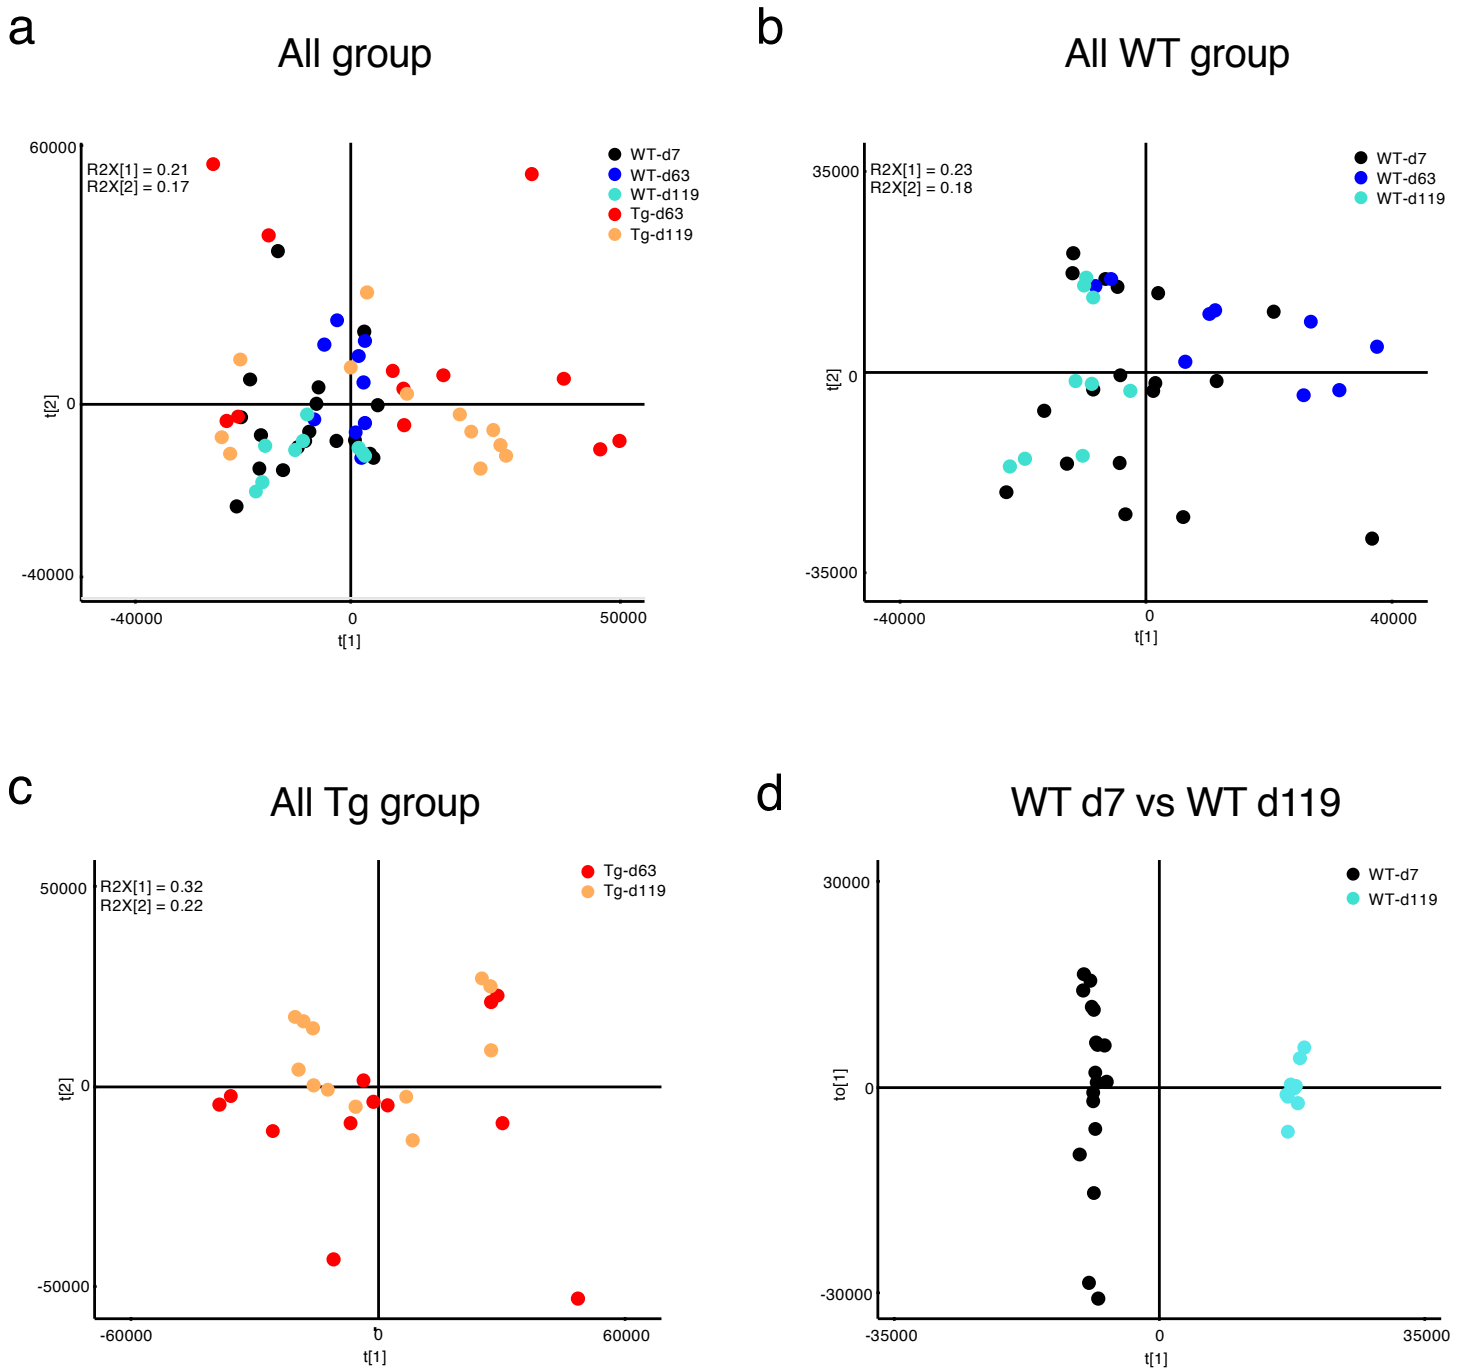 a
All group
60000
R2X[1] = 0.21
R2X[2] = 0.17
WT-d7
WT-d63
WT-d119
Tg-d63
Tg-d119
t[2]
0
-40000
-40000
0
50000
t[1]
b
All WT group
35000
R2X[1] = 0.23
R2X[2] = 0.18
WT-d7
WT-d63
WT-d119
t[2]
0
-35000
-40000
0
40000
t[1]
c
All Tg group
50000
R2X[1] = 0.32
R2X[2] = 0.22
Tg-d63
Tg-d119
t[2]
0
-50000
-60000
0
60000
t[1]
d
WT d7 vs WT d119
30000
WT-d7
WT-d119
to[1]
0
-30000
-35000
0
35000
t[1]